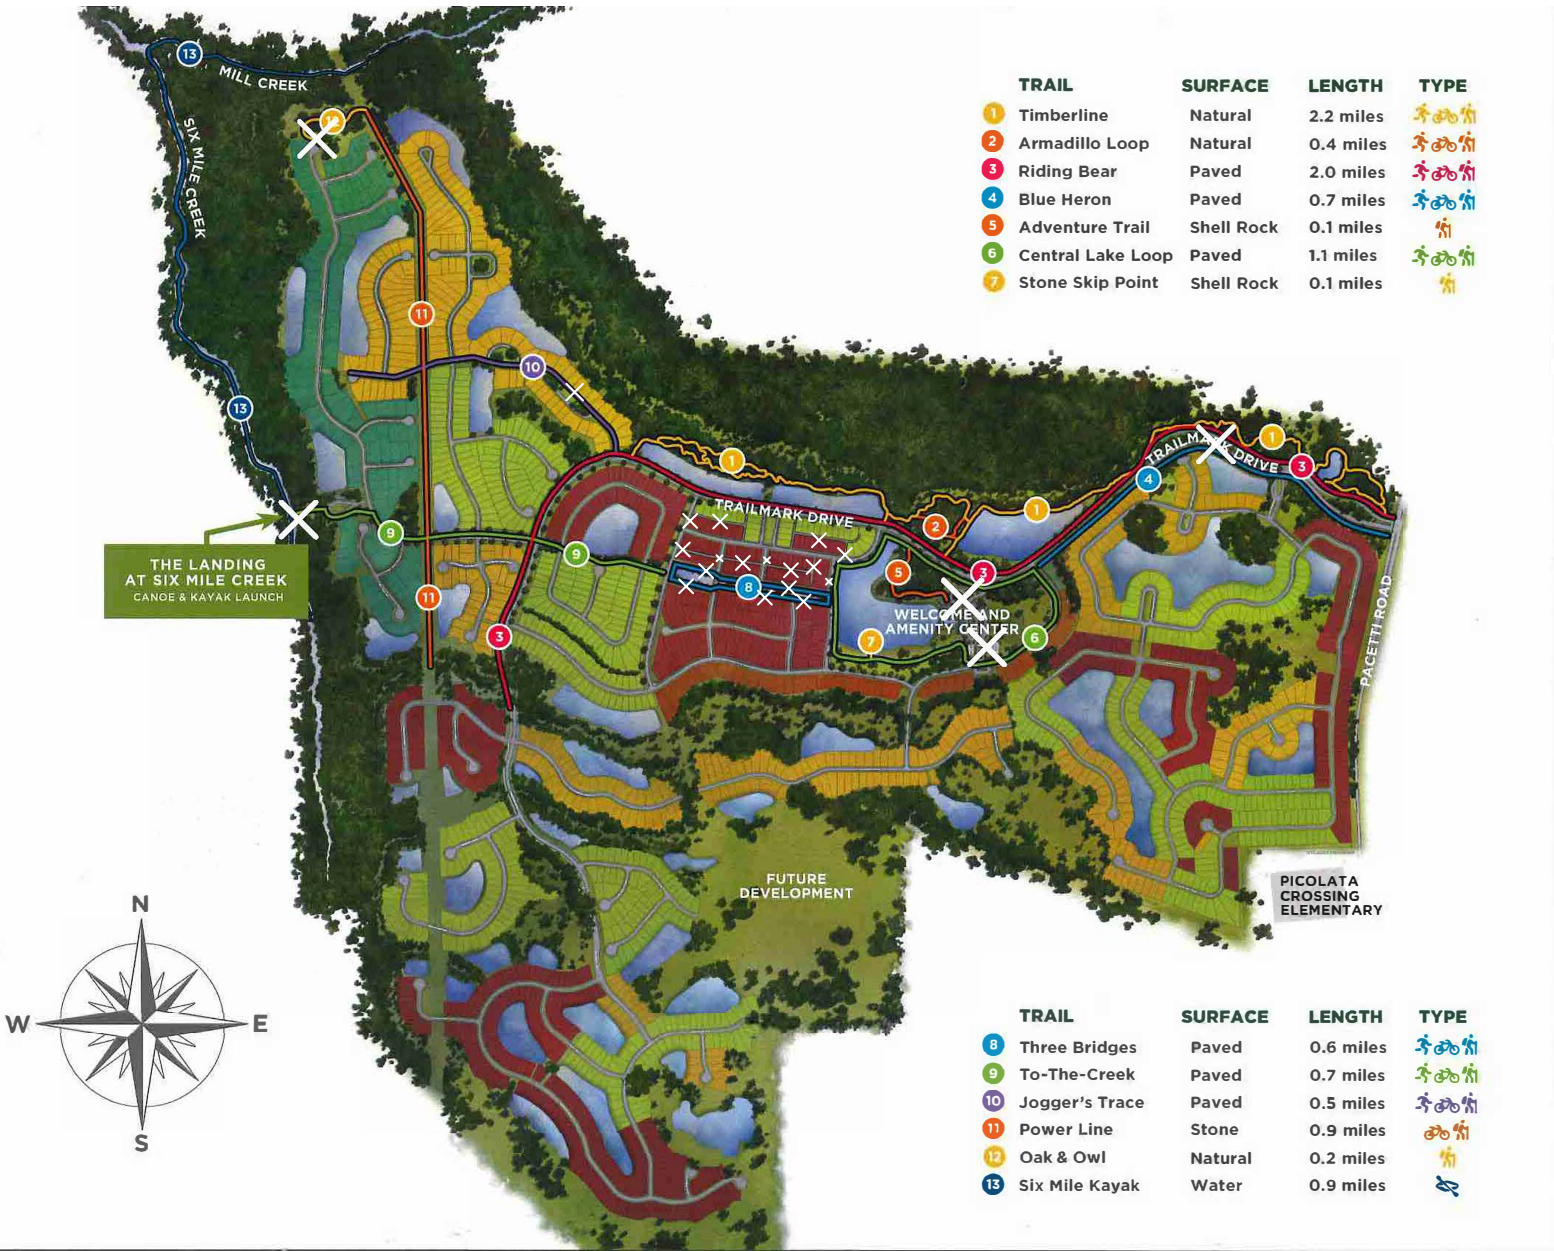 13
MILL CREEK
12
SIX MILE CREEK
11
10
13
TRAIL SURFACE LENGTH TYPE
1 Timberline Natural 2.2 miles
2 Armadillo Loop Natural 0.4 miles
3 Riding Bear Paved 2.0 miles
4 Blue Heron Paved 0.7 miles
5 Adventure Trail Shell Rock 0.1 miles
6 Central Lake Loop Paved 1.1 miles
7 Stone Skip Point Shell Rock 0.1 miles
1
1
TRAILMARK DRIVE
3
4
TRAILMARK DRIVE
1
2
9
9
THE LANDING
AT SIX MILE CREEK
CANOE & KAYAK LAUNCH
11
3
8
5
3
WELCOME AND
AMENITY CENTER
7
6
PACETTI ROAD
FUTURE
DEVELOPMENT
PICOLATA
CROSSING
ELEMENTARY
N
W
E
S
TRAIL SURFACE LENGTH TYPE
8 Three Bridges Paved 0.6 miles
9 To-The-Creek Paved 0.7 miles
10 Jogger's Trace Paved 0.5 miles
11 Power Line Stone 0.9 miles
12 Oak & Owl Natural 0.2 miles
13 Six Mile Kayak Water 0.9 miles